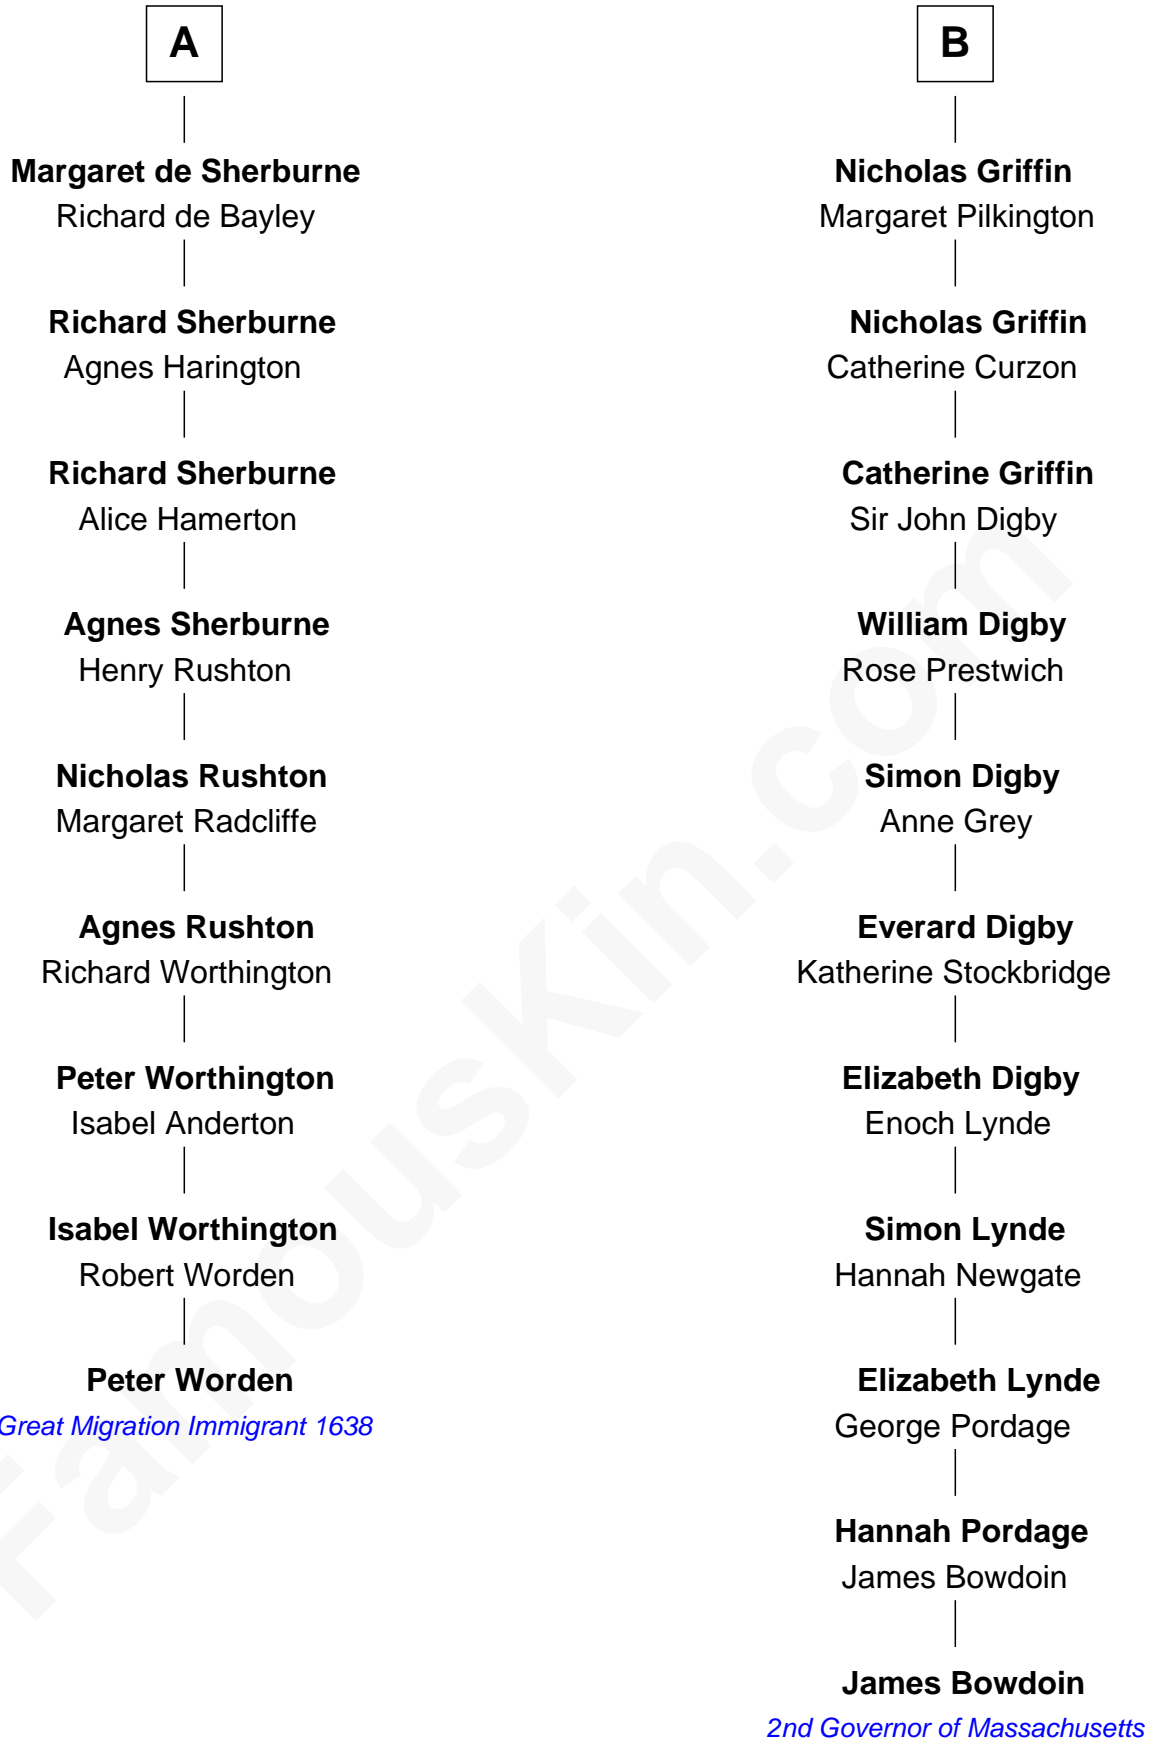 A
Margaret de Sherburne
Richard de Bayley
Richard Sherburne
Agnes Harington
Richard Sherburne
Alice Hamerton
Agnes Sherburne
Henry Rushton
Nicholas Rushton
Margaret Radcliffe
Agnes Rushton
Richard Worthington
Peter Worthington
Isabel Anderton
Isabel Worthington
Robert Worden
Peter Worden
Great Migration Immigrant 1638
B
Nicholas Griffin
Margaret Pilkington
Nicholas Griffin
Catherine Curzon
Catherine Griffin
Sir John Digby
William Digby
Rose Prestwich
Simon Digby
Anne Grey
Everard Digby
Katherine Stockbridge
Elizabeth Digby
Enoch Lynde
Simon Lynde
Hannah Newgate
Elizabeth Lynde
George Pordage
Hannah Pordage
James Bowdoin
James Bowdoin
2nd Governor of Massachusetts
FamousKin.com